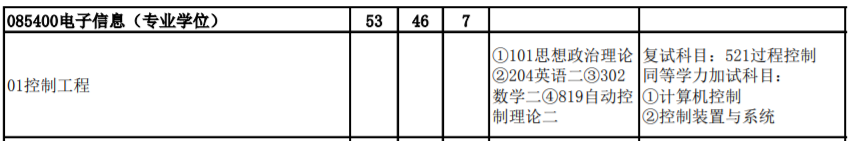 085400电子信息（专业学位） 53 46 7
01控制工程
①101思想政治理论
②204英语二③302
数学二④819自动控
制理论二
复试科目：521过程控制
同等学力加试科目：
①计算机控制
②控制装置与系统